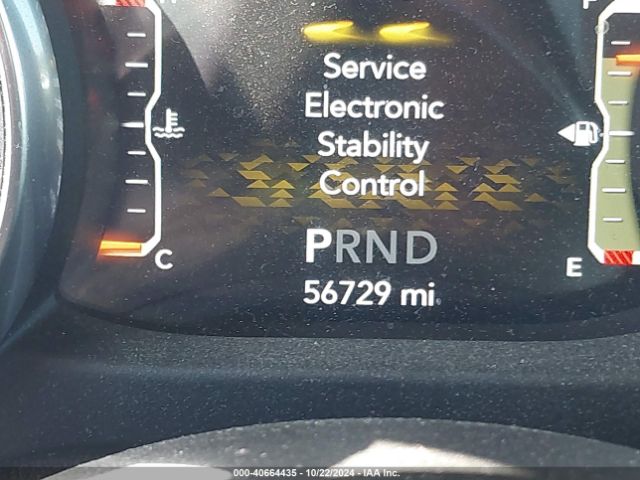 Service
Electronic
Stability
Control
PRND
56729 mi
C
E
000-40664435 - 10/22/2024 - IAA Inc.